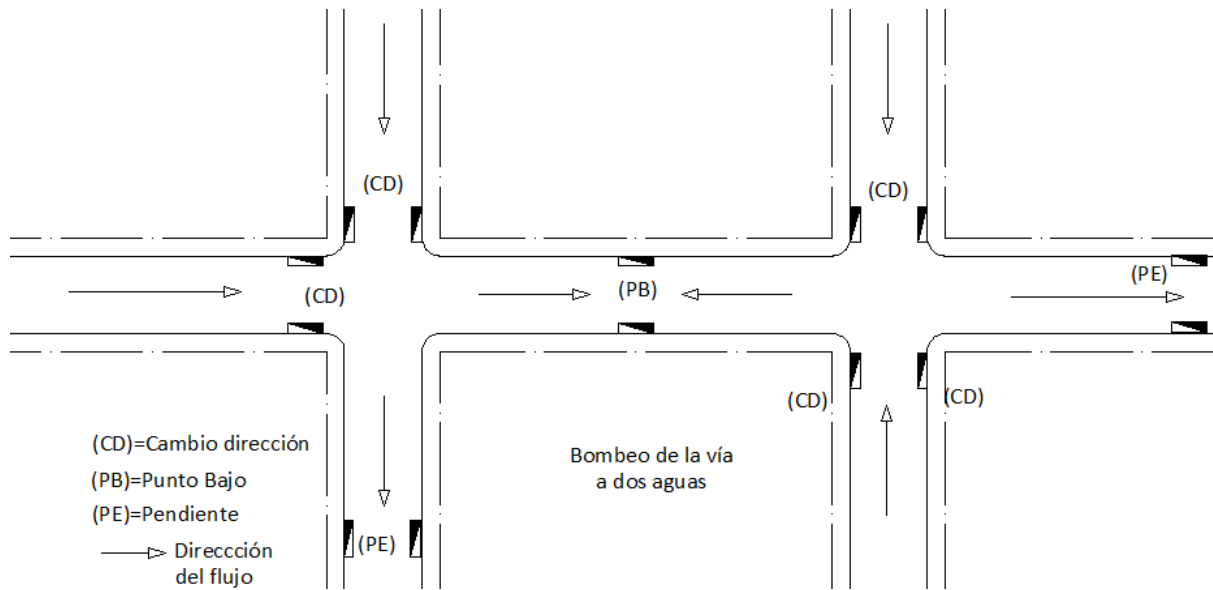 (CD)
(CD)
(CD)
(PB)
(PE)
(CD)
(CD)
(CD)=Cambio dirección
(PB)=Punto Bajo
(PE)=Pendiente
Direccción
del flujo
(PE)
Bombeo de la vía
a dos aguas